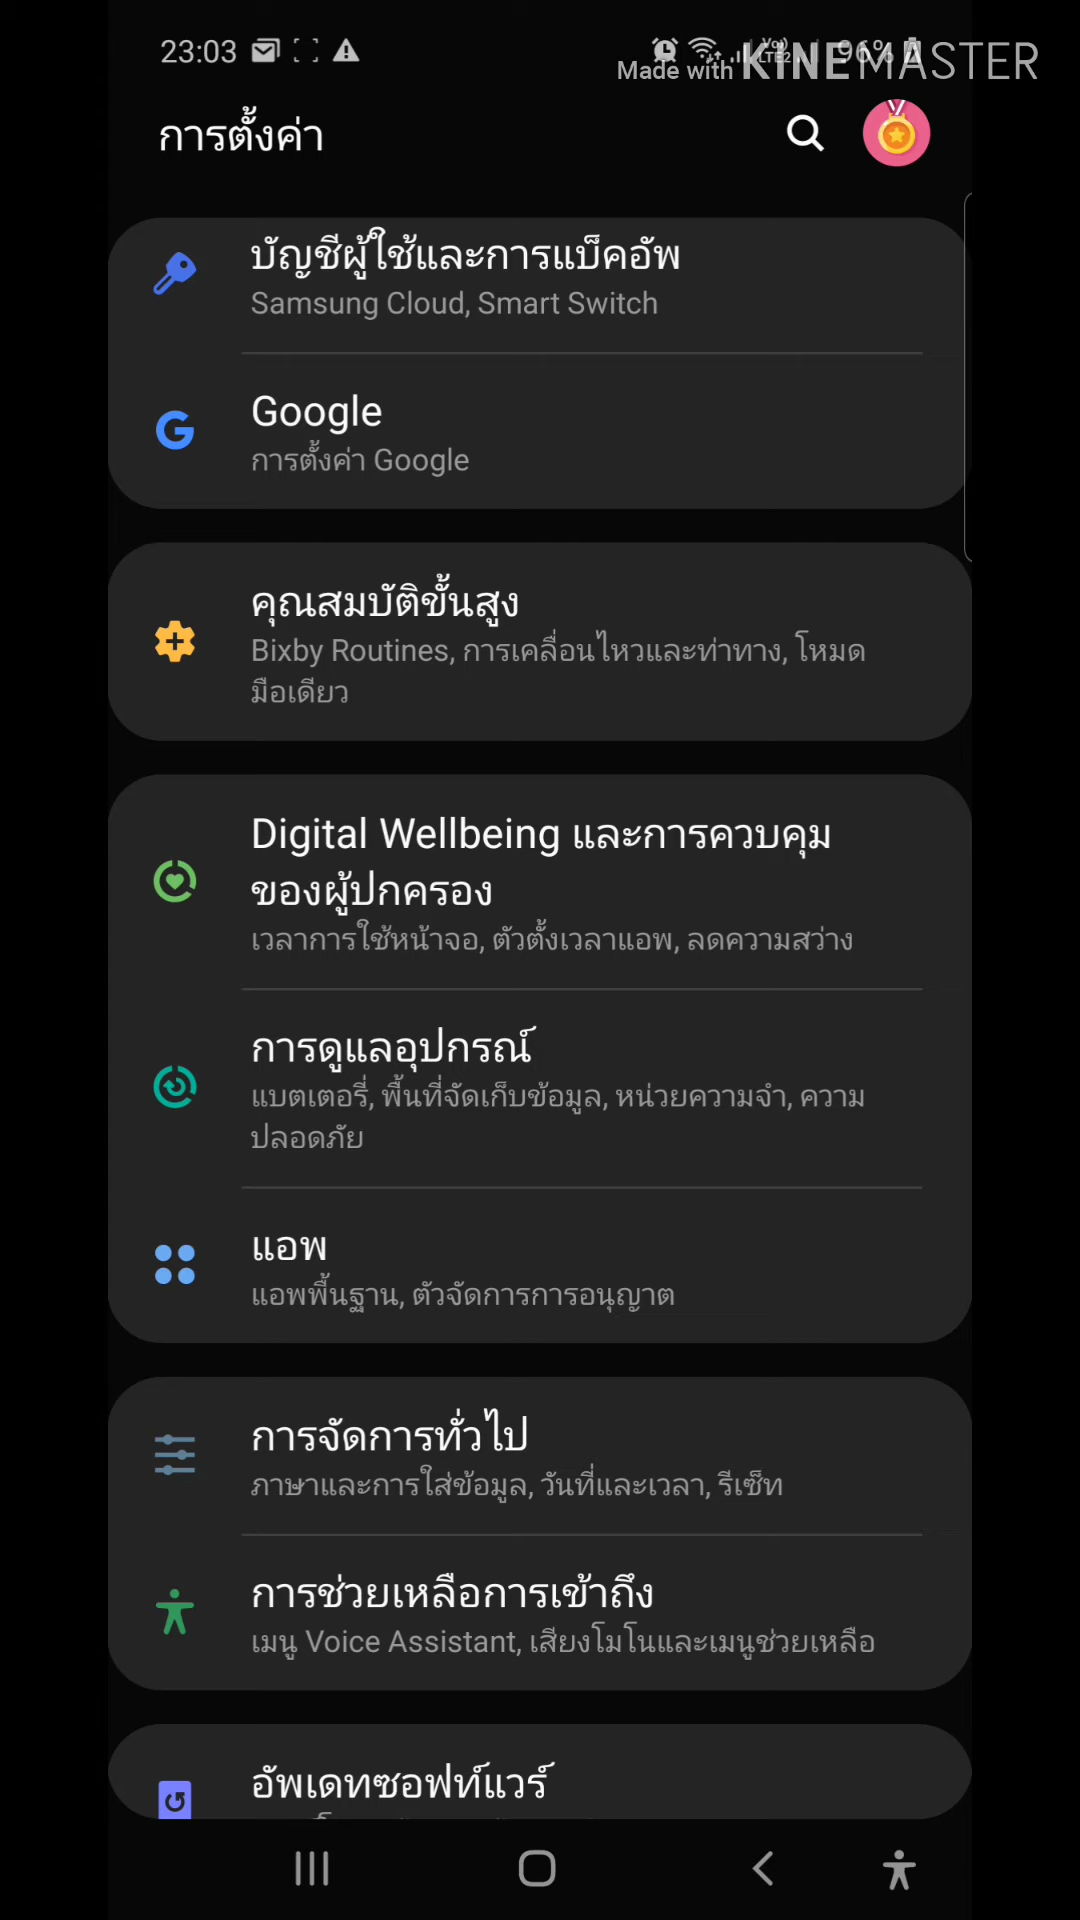 23:03
96%
Made with KINEMASTER
การตั้งค่า
บัญชีผู้ใช้และการแบ็คอัพ
Samsung Cloud, Smart Switch
Google
การตั้งค่า Google
คุณสมบัติขั้นสูง
Bixby Routines, การเคลื่อนไหวและท่าทาง, โหมด
มือเดียว
Digital Wellbeing และการควบคุม
ของผู้ปกครอง
เวลาการใช้หน้าจอ, ตัวตั้งเวลาแอพ, ลดความสว่าง
การดูแลอุปกรณ์
แบตเตอรี่, พื้นที่จัดเก็บข้อมูล, หน่วยความจำ, ความ
ปลอดภัย
แอพ
แอพพื้นฐาน, ตัวจัดการการอนุญาต
การจัดการทั่วไป
ภาษาและการใส่ข้อมูล, วันที่และเวลา, รีเซ็ท
การช่วยเหลือการเข้าถึง
เมนู Voice Assistant, เสียงโมโนและเมนูช่วยเหลือ
อัพเดทซอฟท์แวร์